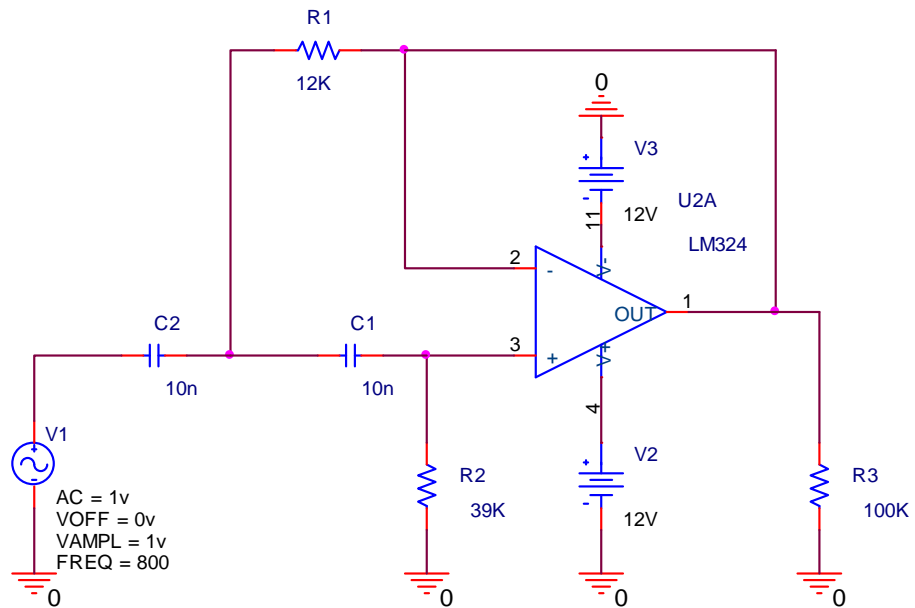 R1
12K
0
V3
12V
11
U2A
LM324
V-
2
-
1
OUT
C2
10n
C1
10n
3
+
V+
4
V1
AC = 1v
VOFF = 0v
VAMPL = 1v
FREQ = 800
R2
39K
V2
12V
R3
100K
0
0
0
0